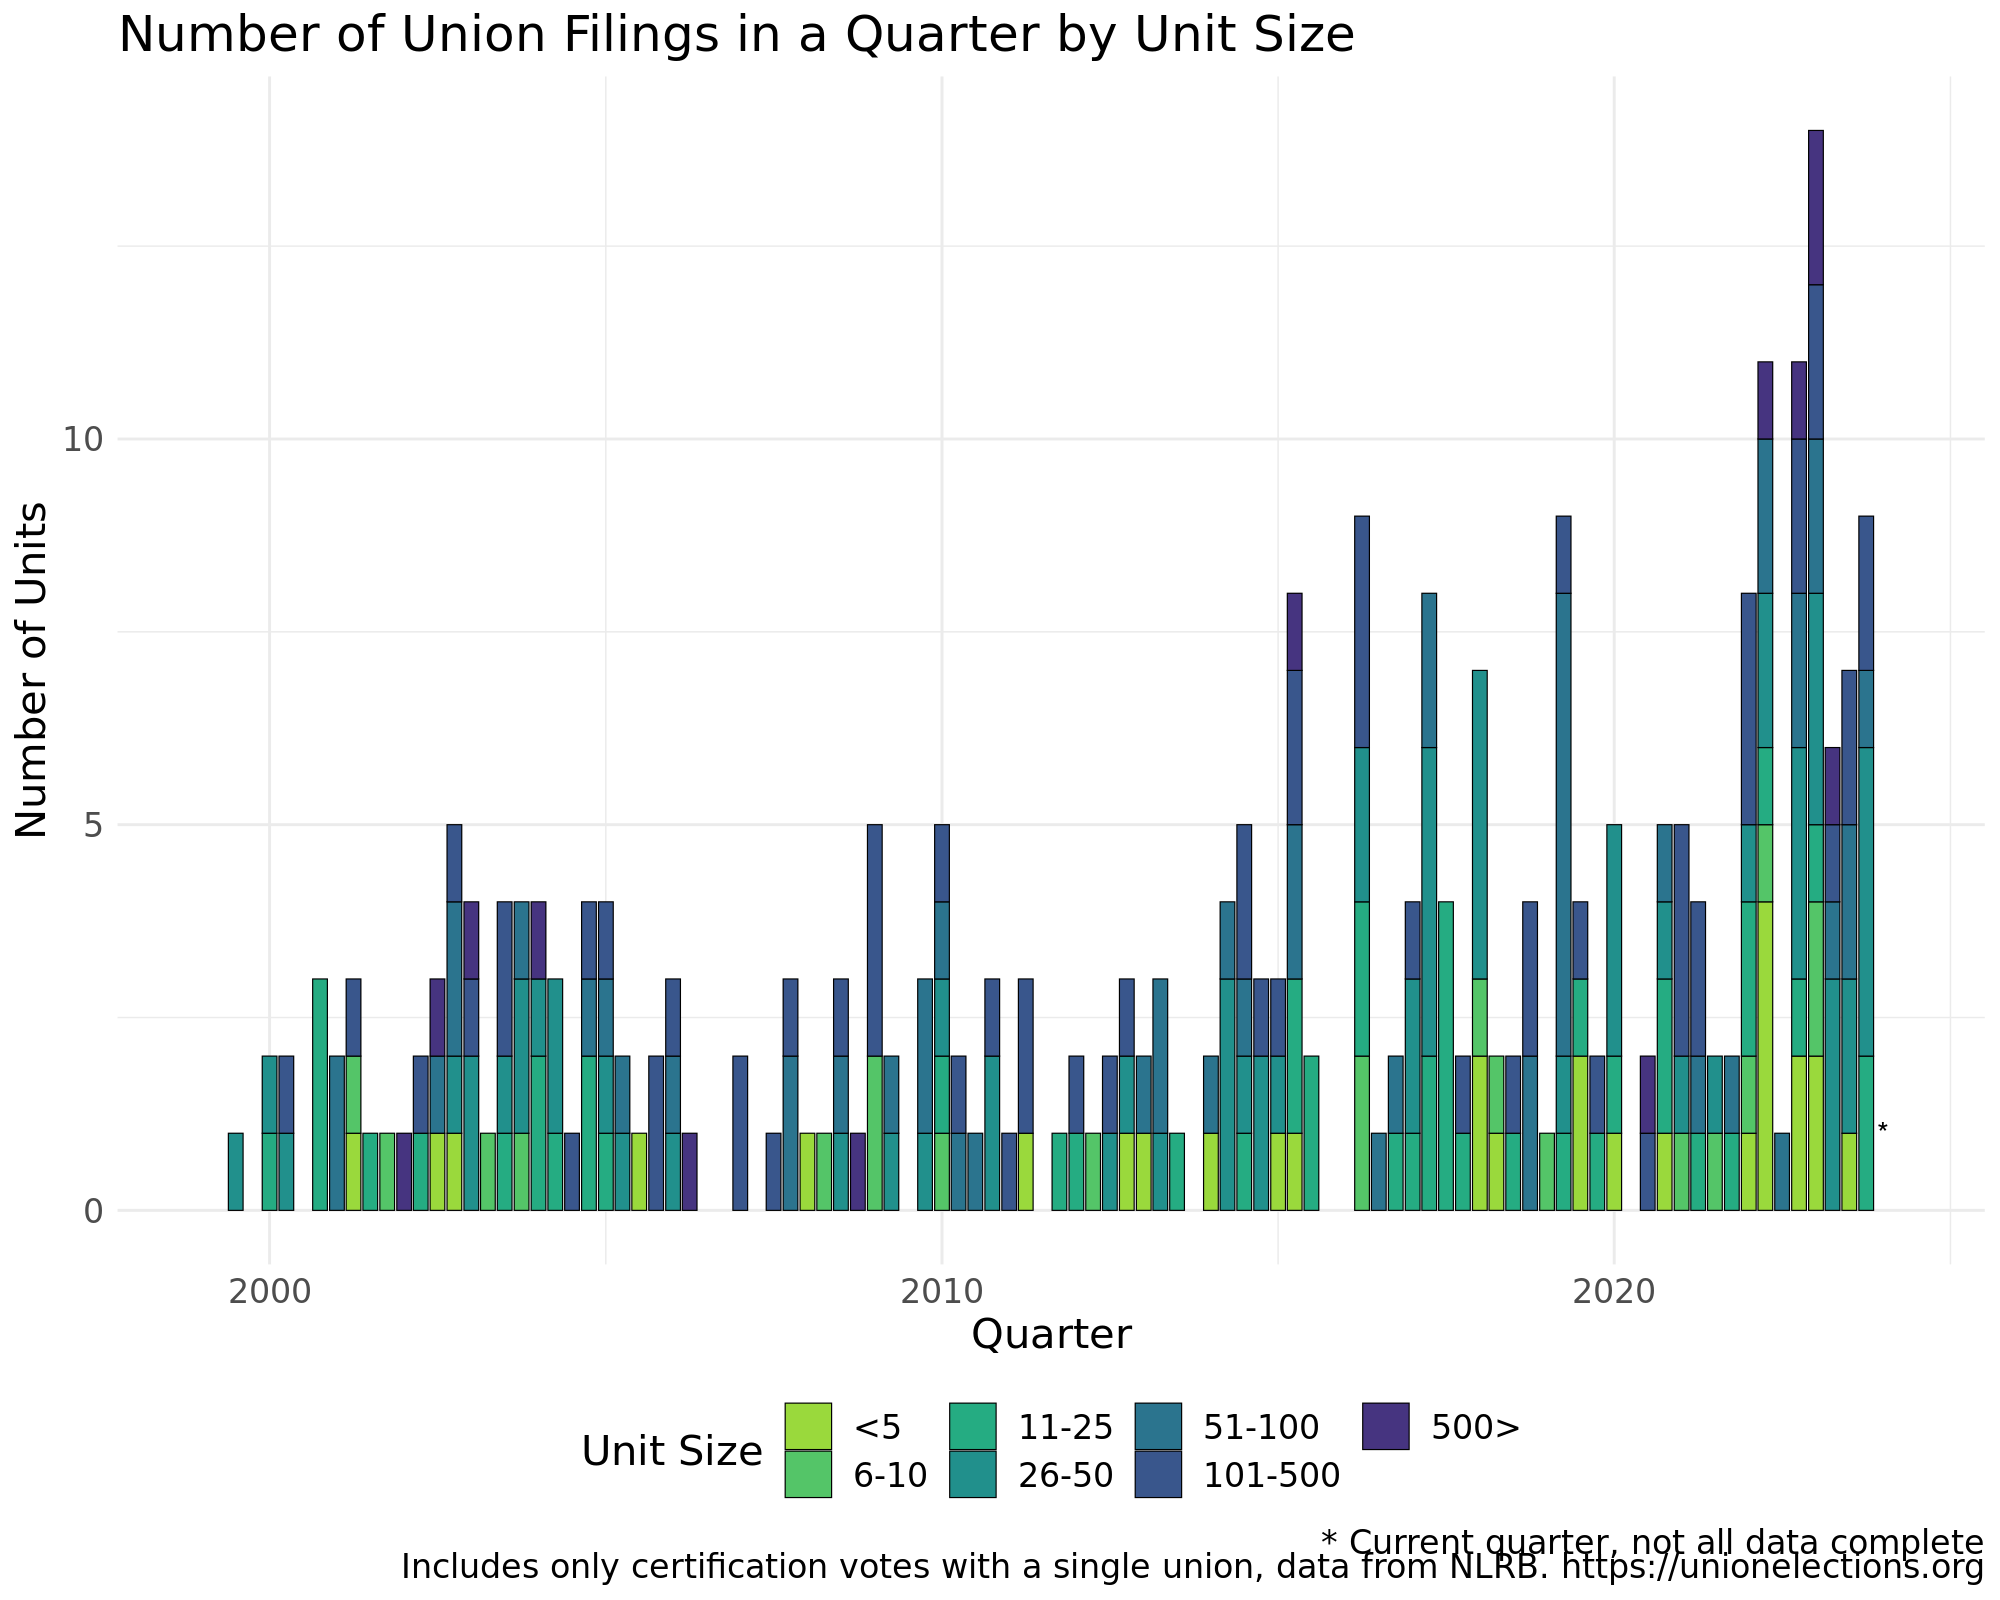 Number of Union Filings in a Quarter by Unit Size
Number of Units
10
5
0
*
2000 2010 2020
Quarter
Unit Size
<5 11-25 51-100 500>
6-10 26-50 101-500
* Current quarter, not all data complete
Includes only certification votes with a single union, data from NLRB. https://unionelections.org